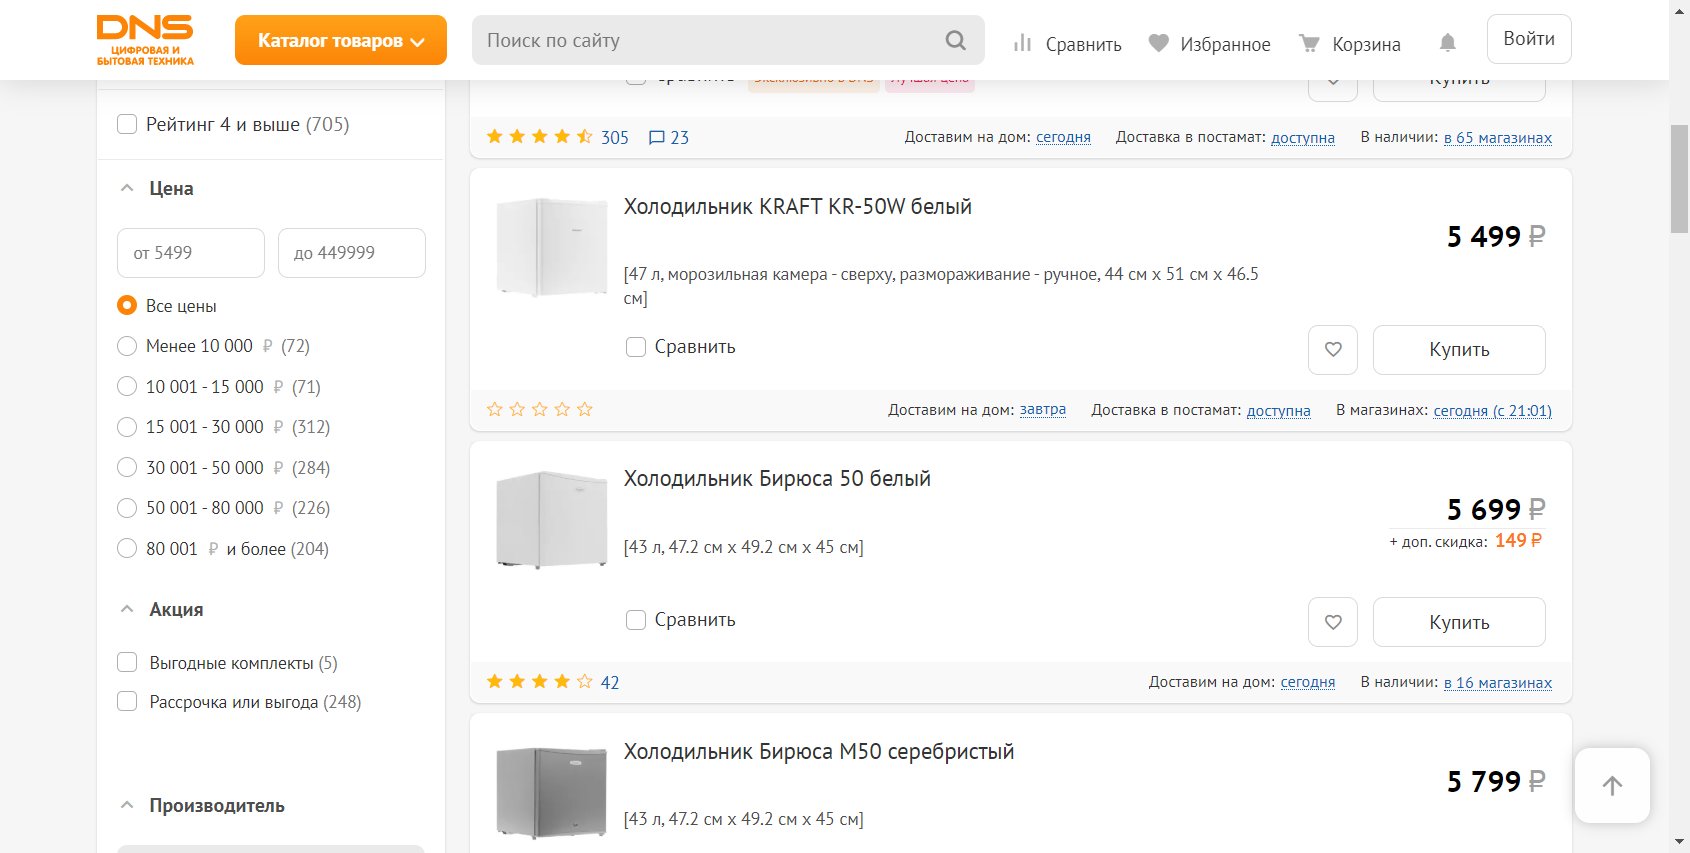 DNS
ЦИФРОВАЯ И
БЫТОВАЯ ТЕХНИКА
Каталог товаров
Поиск по сайту
Сравнить
Избранное
Корзина
Войти
Рейтинг 4 и выше (705)
Цена
от 5499
до 449999
Все цены
Менее 10 000 ₽ (72)
10 001 - 15 000 ₽ (71)
15 001 - 30 000 ₽ (312)
30 001 - 50 000 ₽ (284)
50 001 - 80 000 ₽ (226)
80 001 ₽ и более (204)
Акция
Выгодные комплекты (5)
Рассрочка или выгода (248)
Производитель
Сравнить
Эксклюзивно в DNS
Лучшая цена
Купить
305
23
Доставим на дом: сегодня
Доставка в постамат: доступна
В наличии: в 65 магазинах
Холодильник KRAFT KR-50W белый
5 499 ₽
[47 л, морозильная камера - сверху, размораживание - ручное, 44 см х 51 см х 46.5
см]
Сравнить
Купить
Доставим на дом: завтра
Доставка в постамат: доступна
В магазинах: сегодня (с 21:01)
Холодильник Бирюса 50 белый
5 699 ₽
+ доп. скидка: 149 ₽
[43 л, 47.2 см х 49.2 см х 45 см]
Сравнить
Купить
42
Доставим на дом: сегодня
В наличии: в 16 магазинах
Холодильник Бирюса М50 серебристый
5 799 ₽
[43 л, 47.2 см х 49.2 см х 45 см]